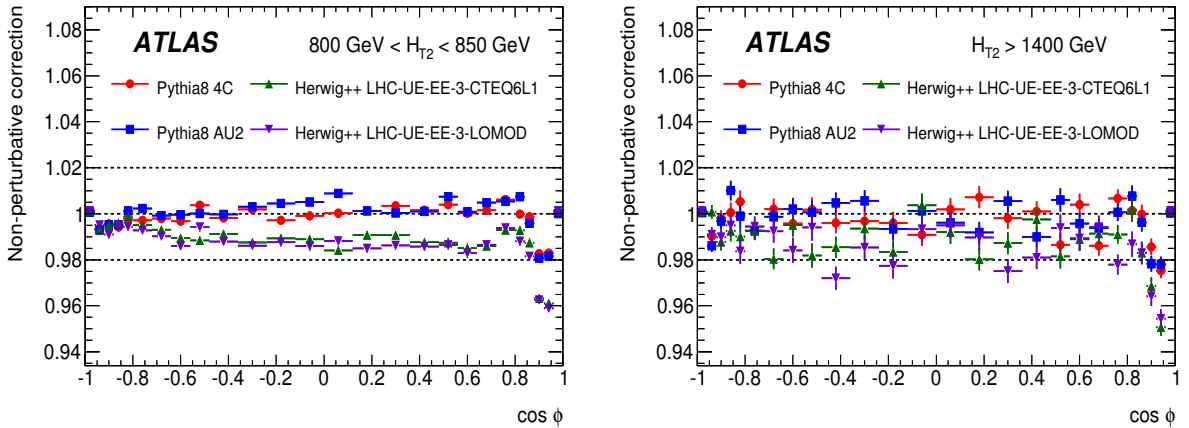 Non-perturbative correction
1.08
1.06
1.04
1.02
1
0.98
0.96
0.94
ATLAS
800 GeV < H_T2 < 850 GeV
Pythia8 4C
Herwig++ LHC-UE-EE-3-CTEQ6L1
Pythia8 AU2
Herwig++ LHC-UE-EE-3-LOMOD
-1 -0.8 -0.6 -0.4 -0.2 0 0.2 0.4 0.6 0.8 1
cos ϕ
Non-perturbative correction
1.08
1.06
1.04
1.02
1
0.98
0.96
0.94
ATLAS
H_T2 > 1400 GeV
Pythia8 4C
Herwig++ LHC-UE-EE-3-CTEQ6L1
Pythia8 AU2
Herwig++ LHC-UE-EE-3-LOMOD
-1 -0.8 -0.6 -0.4 -0.2 0 0.2 0.4 0.6 0.8 1
cos ϕ